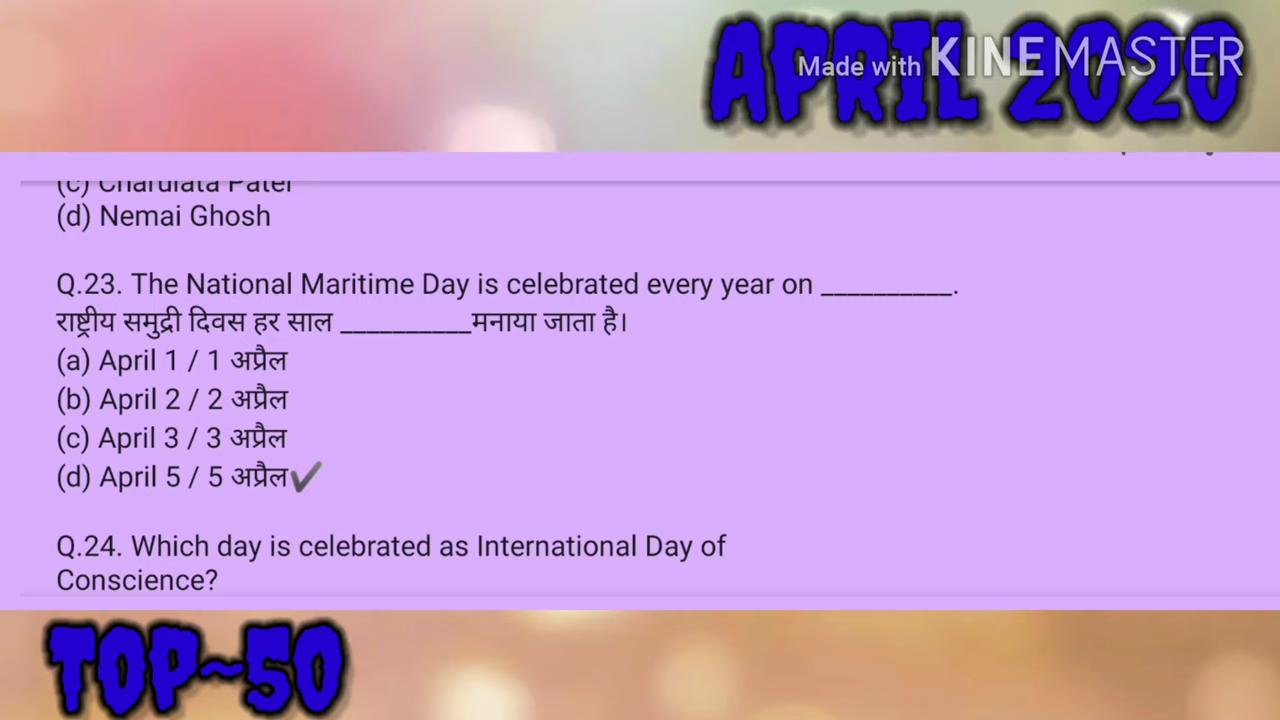 APRIL 2020
Made with KINEMASTER
(c) Charulata Patel
(d) Nemai Ghosh
Q.23. The National Maritime Day is celebrated every year on __________.
राष्ट्रीय समुद्री दिवस हर साल __________मनाया जाता है।
(a) April 1 / 1 अप्रैल
(b) April 2 / 2 अप्रैल
(c) April 3 / 3 अप्रैल
(d) April 5 / 5 अप्रैल✔
Q.24. Which day is celebrated as International Day of
Conscience?
TOP~50